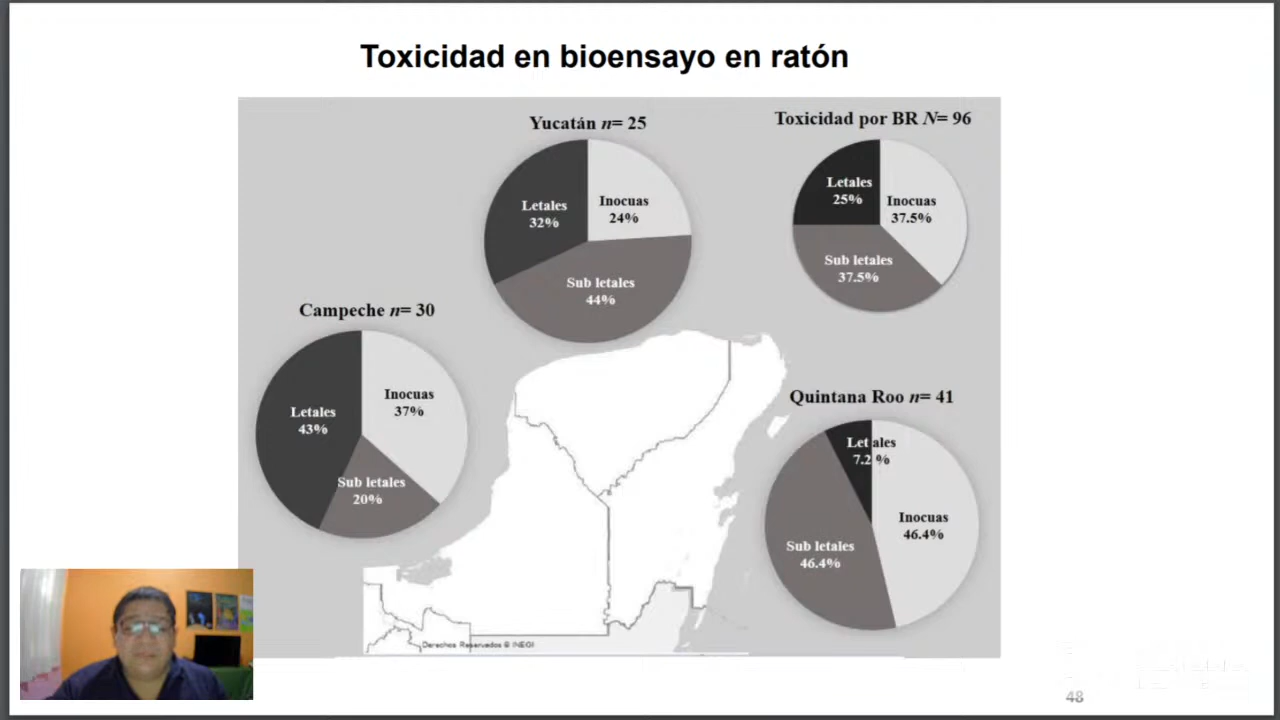 Toxicidad en bioensayo en ratón
Yucatán n= 25
Letales
32%
Inocuas
24%
Sub letales
44%
Toxicidad por BR N= 96
Letales
25%
Inocuas
37.5%
Sub letales
37.5%
Campeche n= 30
Letales
43%
Inocuas
37%
Sub letales
20%
Quintana Roo n= 41
Letales
7.2 %
Inocuas
46.4%
Sub letales
46.4%
Derechos Reservados © INEGI
48